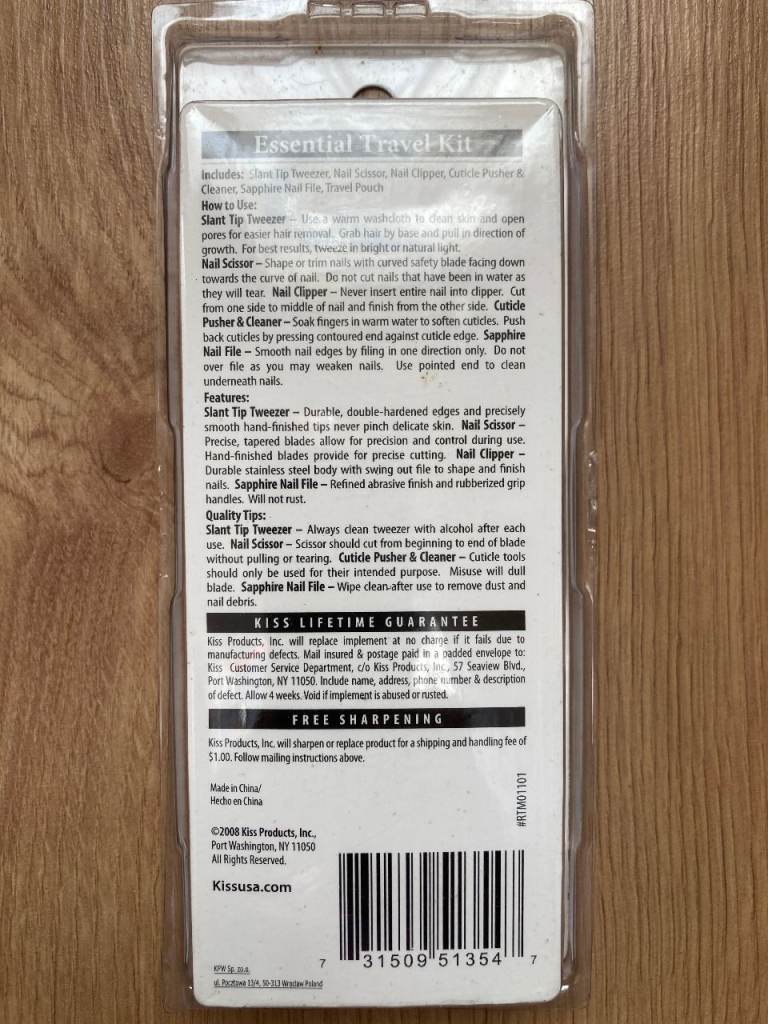 Essential Travel Kit
Includes: Slant Tip Tweezer, Nail Scissor, Nail Clipper, Cuticle Pusher &
Cleaner, Sapphire Nail File, Travel Pouch
How to Use:
Slant Tip Tweezer – Use a warm washcloth to clean skin and open
pores for easier hair removal. Grab hair by base and pull in direction of
growth. For best results, tweeze in bright or natural light.
Nail Scissor – Shape or trim nails with curved safety blade facing down
towards the curve of nail. Do not cut nails that have been in water as
they will tear. Nail Clipper – Never insert entire nail into clipper. Cut
from one side to middle of nail and finish from the other side. Cuticle
Pusher & Cleaner – Soak fingers in warm water to soften cuticles. Push
back cuticles by pressing contoured end against cuticle edge. Sapphire
Nail File – Smooth nail edges by filing in one direction only. Do not
over file as you may weaken nails. Use pointed end to clean
underneath nails.
Features:
Slant Tip Tweezer – Durable, double-hardened edges and precisely
smooth hand-finished tips never pinch delicate skin. Nail Scissor –
Precise, tapered blades allow for precision and control during use.
Hand-finished blades provide for precise cutting. Nail Clipper –
Durable stainless steel body with swing out file to shape and finish
nails. Sapphire Nail File – Refined abrasive finish and rubberized grip
handles. Will not rust.
Quality Tips:
Slant Tip Tweezer – Always clean tweezer with alcohol after each
use. Nail Scissor – Scissor should cut from beginning to end of blade
without pulling or tearing. Cuticle Pusher & Cleaner – Cuticle tools
should only be used for their intended purpose. Misuse will dull
blade. Sapphire Nail File – Wipe clean after use to remove dust and
nail debris.
KISS LIFETIME GUARANTEE
Kiss Products, Inc. will replace implement at no charge if it fails due to
manufacturing defects. Mail insured & postage paid in a padded envelope to:
Kiss Customer Service Department, c/o Kiss Products, Inc., 57 Seaview Blvd.,
Port Washington, NY 11050. Include name, address, phone number & description
of defect. Allow 4 weeks. Void if implement is abused or rusted.
FREE SHARPENING
Kiss Products, Inc. will sharpen or replace product for a shipping and handling fee of
$1.00. Follow mailing instructions above.
Made in China/
Hecho en China
#RTM01101
©2008 Kiss Products, Inc.,
Port Washington, NY 11050
All Rights Reserved.
Kissusa.com
7 31509 51354 7
KPW Sp. zo.o.
ul. Pocztowa 13/4, 50-313 Wroclaw Poland